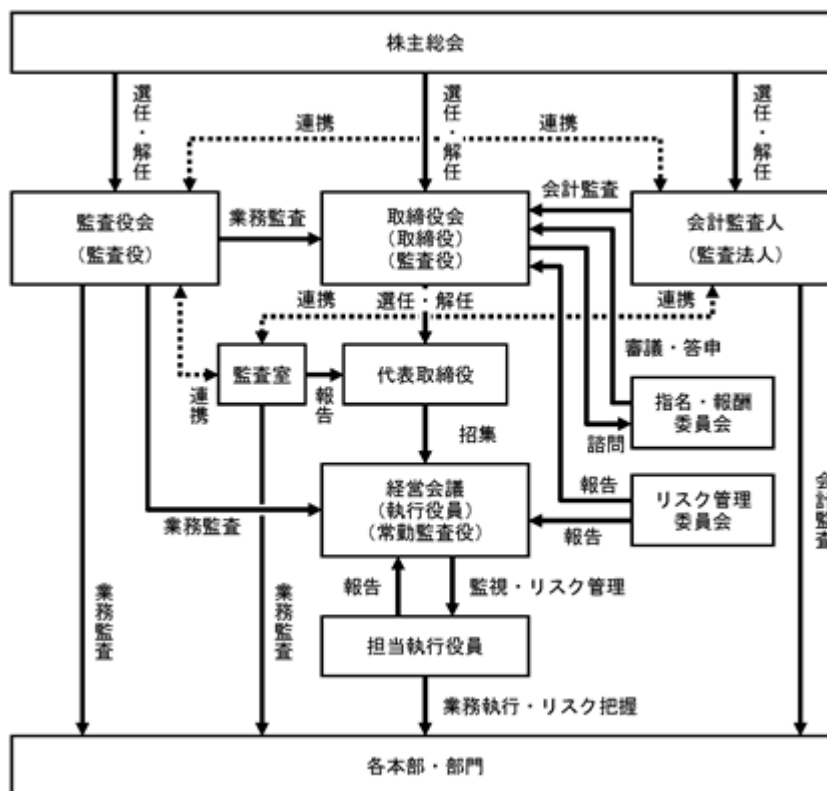 株主総会
選任・解任
選任・解任
選任・解任
連携
連携
監査役会
（監査役）
業務監査
取締役会
（取締役）
（監査役）
会計監査
会計監査人
（監査法人）
連携
選任・解任
連携
連携
監査室
報告
代表取締役
審議・答申
指名・報酬
委員会
諮問
招集
経営会議
（執行役員）
（常勤監査役）
業務監査
報告
報告
リスク管理
委員会
会計監査
報告
監視・リスク管理
業務監査
業務監査
担当執行役員
業務執行・リスク把握
各本部・部門